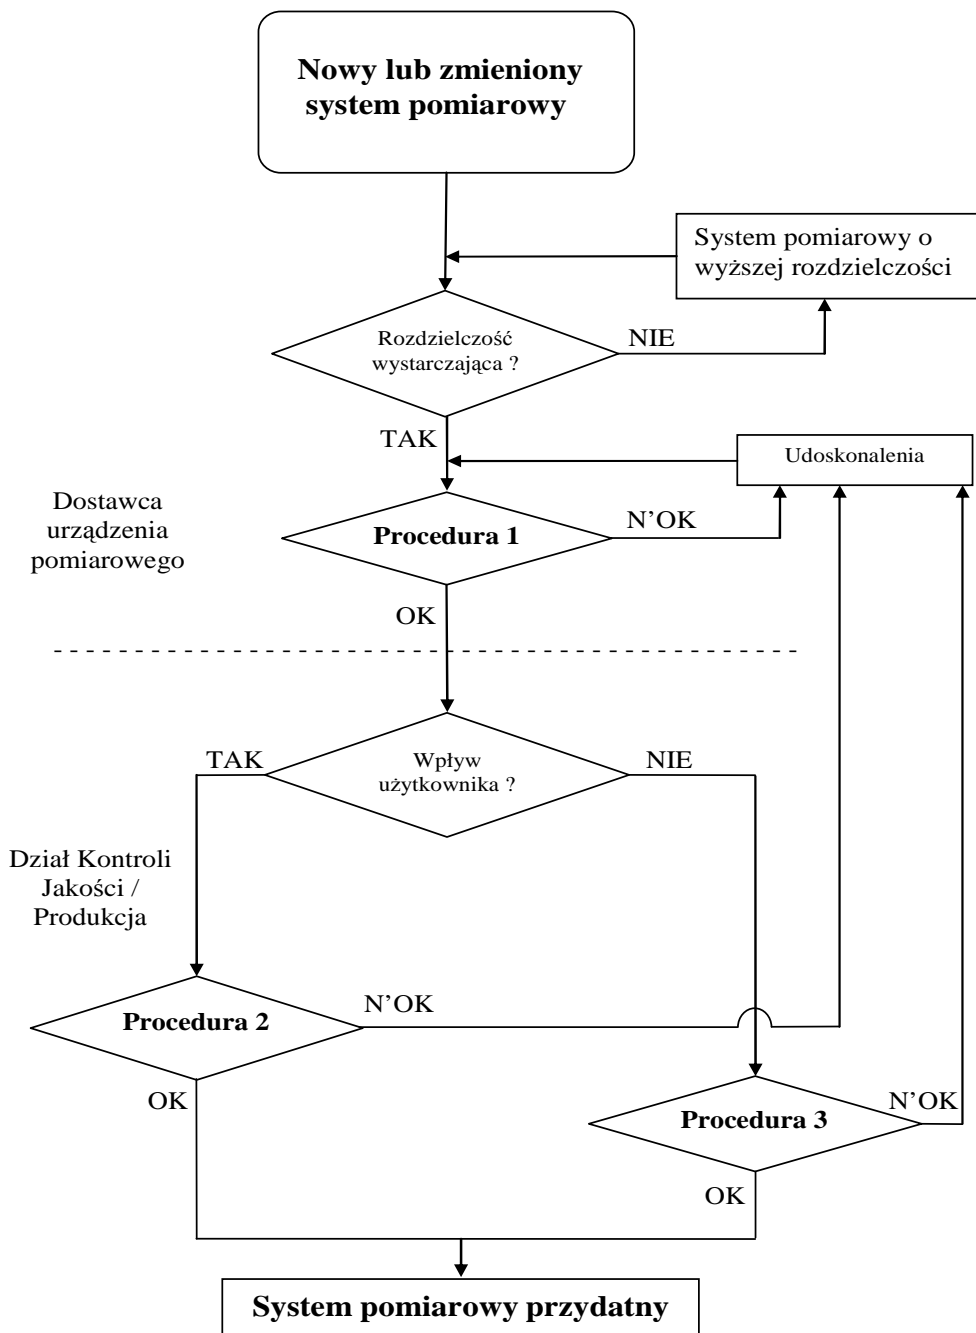 Nowy lub zmieniony
system pomiarowy
System pomiarowy o
wyższej rozdzielczości
Rozdzielczość
wystarczająca ?
NIE
TAK
Udoskonalenia
Dostawca
urządzenia
pomiarowego
Procedura 1
N’OK
OK
TAK
Wpływ
użytkownika ?
NIE
Dział Kontroli
Jakości /
Produkcja
Procedura 2
N’OK
OK
Procedura 3
N’OK
OK
System pomiarowy przydatny